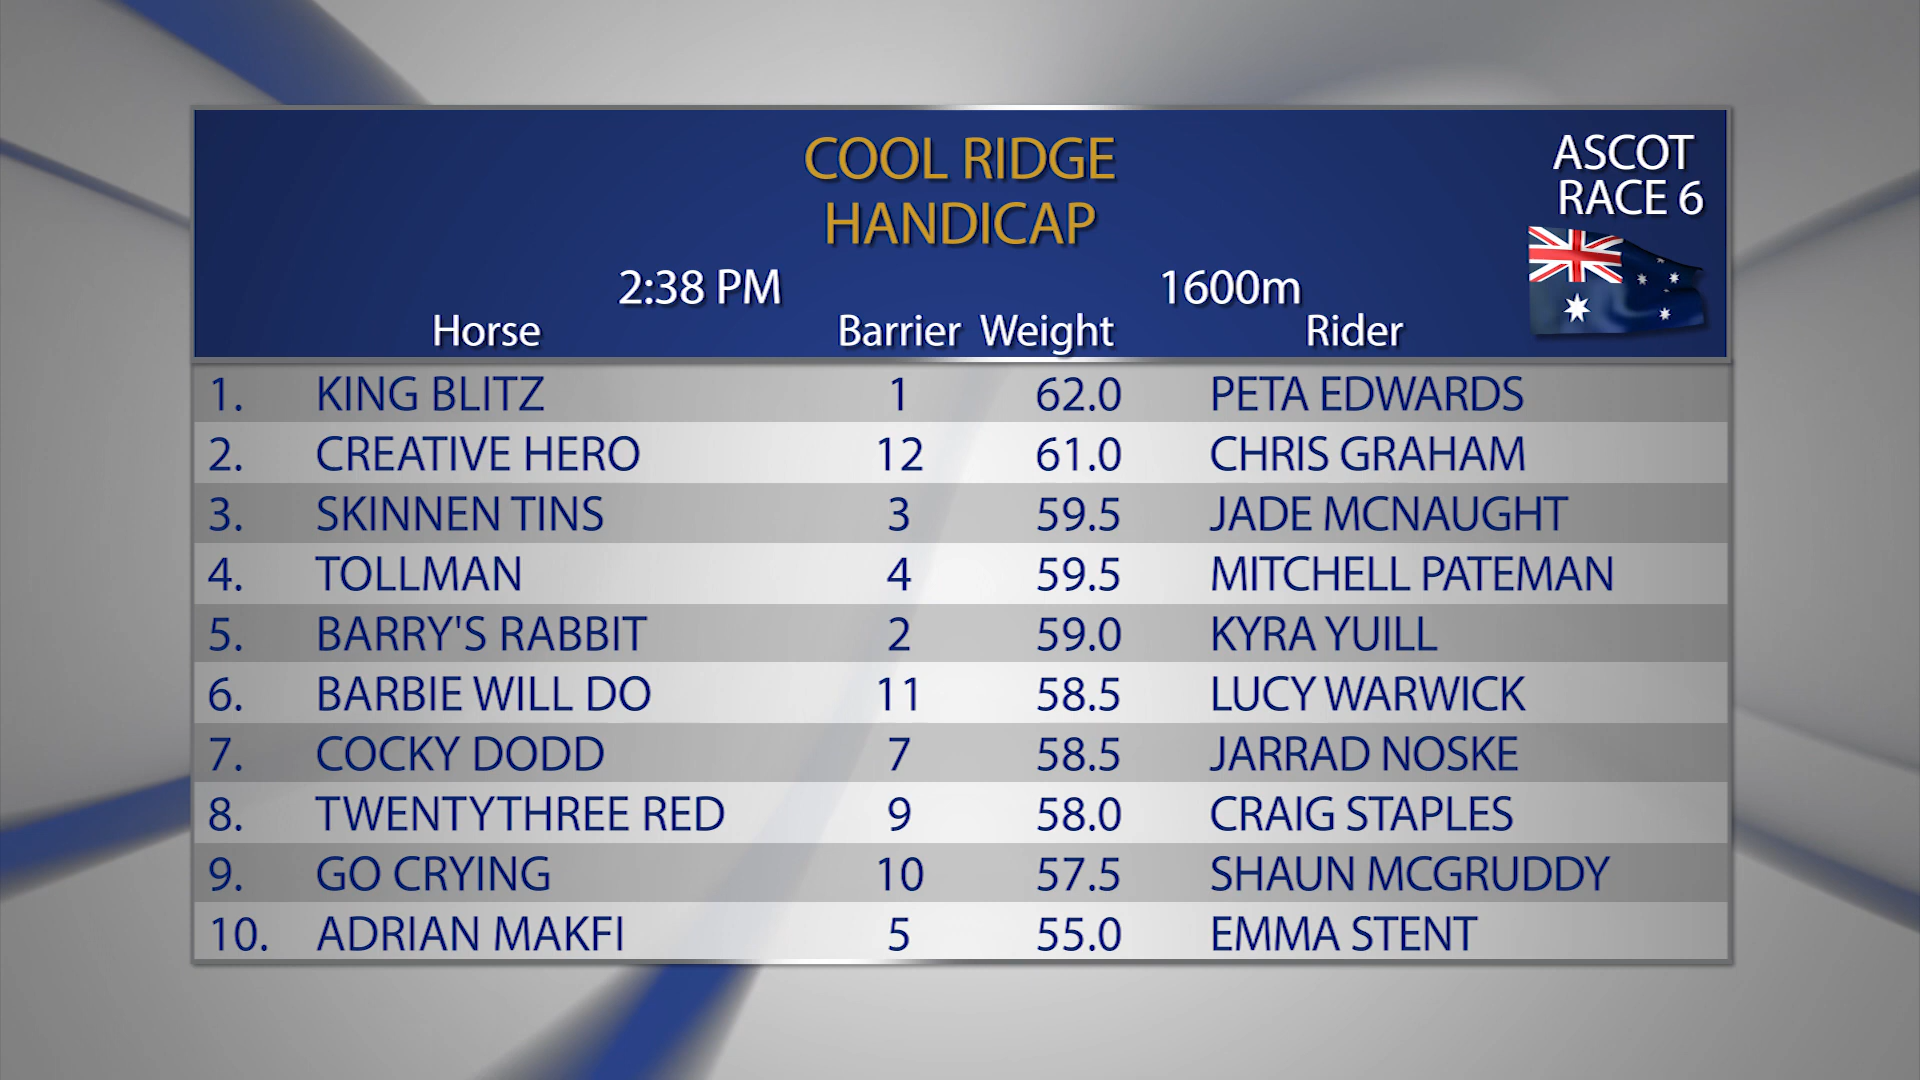 COOL RIDGE
HANDICAP
ASCOT
RACE 6
2:38 PM 1600m
Horse Barrier Weight Rider
1. KING BLITZ 1 62.0 PETA EDWARDS
2. CREATIVE HERO 12 61.0 CHRIS GRAHAM
3. SKINNEN TINS 3 59.5 JADE MCNAUGHT
4. TOLLMAN 4 59.5 MITCHELL PATEMAN
5. BARRY'S RABBIT 2 59.0 KYRA YUILL
6. BARBIE WILL DO 11 58.5 LUCY WARWICK
7. COCKY DODD 7 58.5 JARRAD NOSKE
8. TWENTYTHREE RED 9 58.0 CRAIG STAPLES
9. GO CRYING 10 57.5 SHAUN MCGRUDDY
10. ADRIAN MAKFI 5 55.0 EMMA STENT